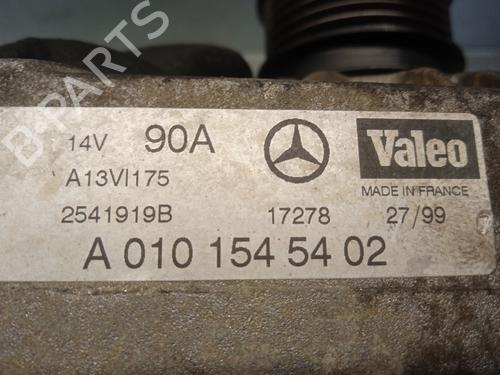 14V 90A Valeo
A13VI175 MADE IN FRANCE
2541919B 17278 27/99
A 010 154 54 02
B-PARTS